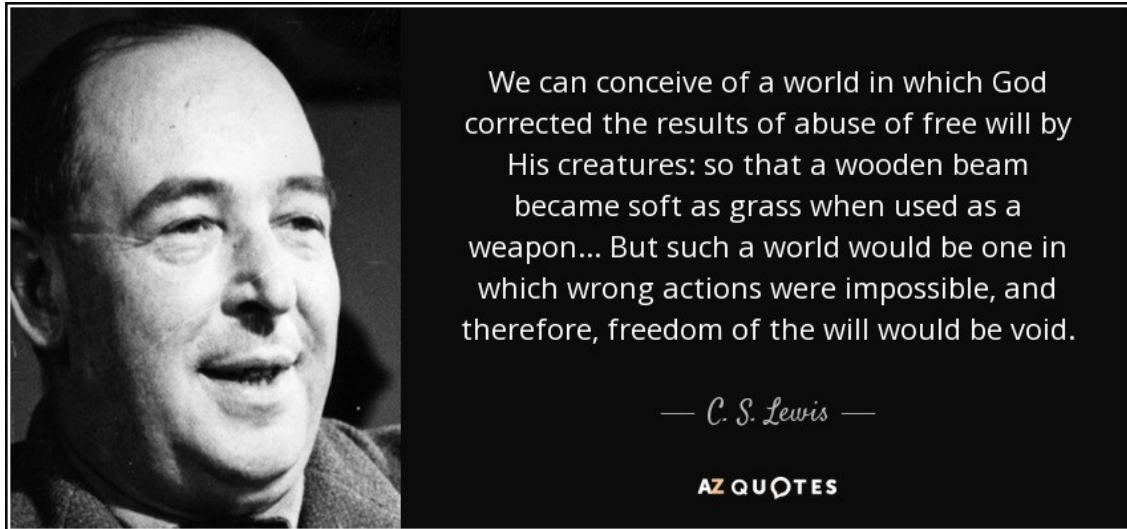 We can conceive of a world in which God
corrected the results of abuse of free will by
His creatures: so that a wooden beam
became soft as grass when used as a
weapon... But such a world would be one in
which wrong actions were impossible, and
therefore, freedom of the will would be void.
— C. S. Lewis —
AZ QUOTES